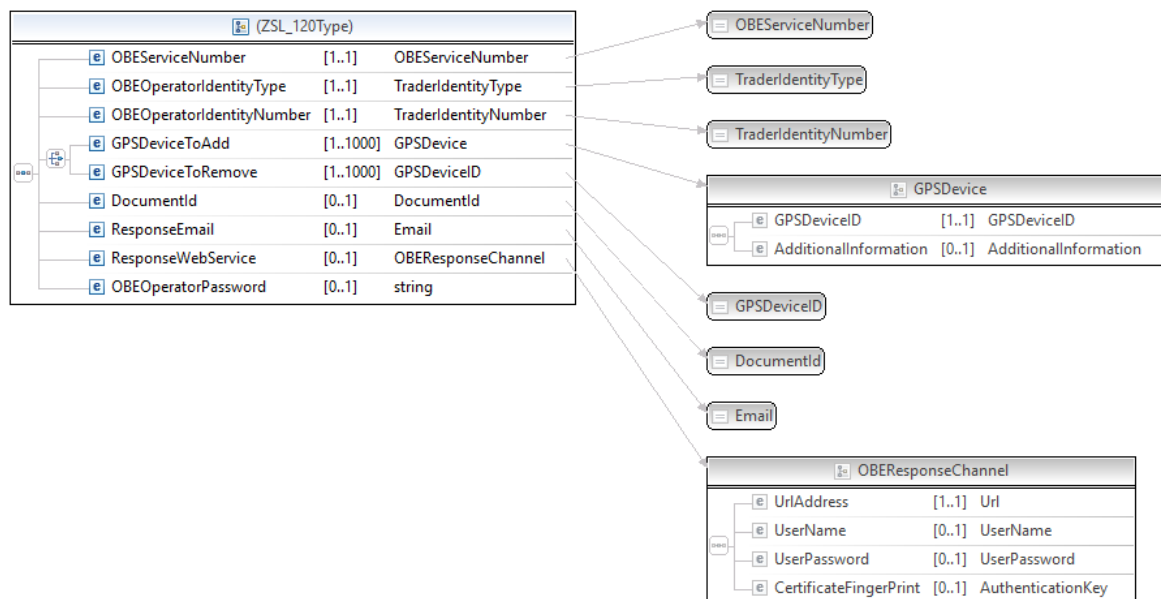 (ZSL_120Type)
OBEServiceNumber [1..1] OBEServiceNumber
OBEOperatorIdentityType [1..1] TraderIdentityType
OBEOperatorIdentityNumber [1..1] TraderIdentityNumber
GPSDeviceToAdd [1..1000] GPSDevice
GPSDeviceToRemove [1..1000] GPSDeviceID
DocumentId [0..1] DocumentId
ResponseEmail [0..1] Email
ResponseWebService [0..1] OBEResponseChannel
OBEOperatorPassword [0..1] string
OBEServiceNumber
TraderIdentityType
TraderIdentityNumber
GPSDevice
GPSDeviceID [1..1] GPSDeviceID
AdditionalInformation [0..1] AdditionalInformation
GPSDeviceID
DocumentId
Email
OBEResponseChannel
UrlAddress [1..1] Url
UserName [0..1] UserName
UserPassword [0..1] UserPassword
CertificateFingerPrint [0..1] AuthenticationKey